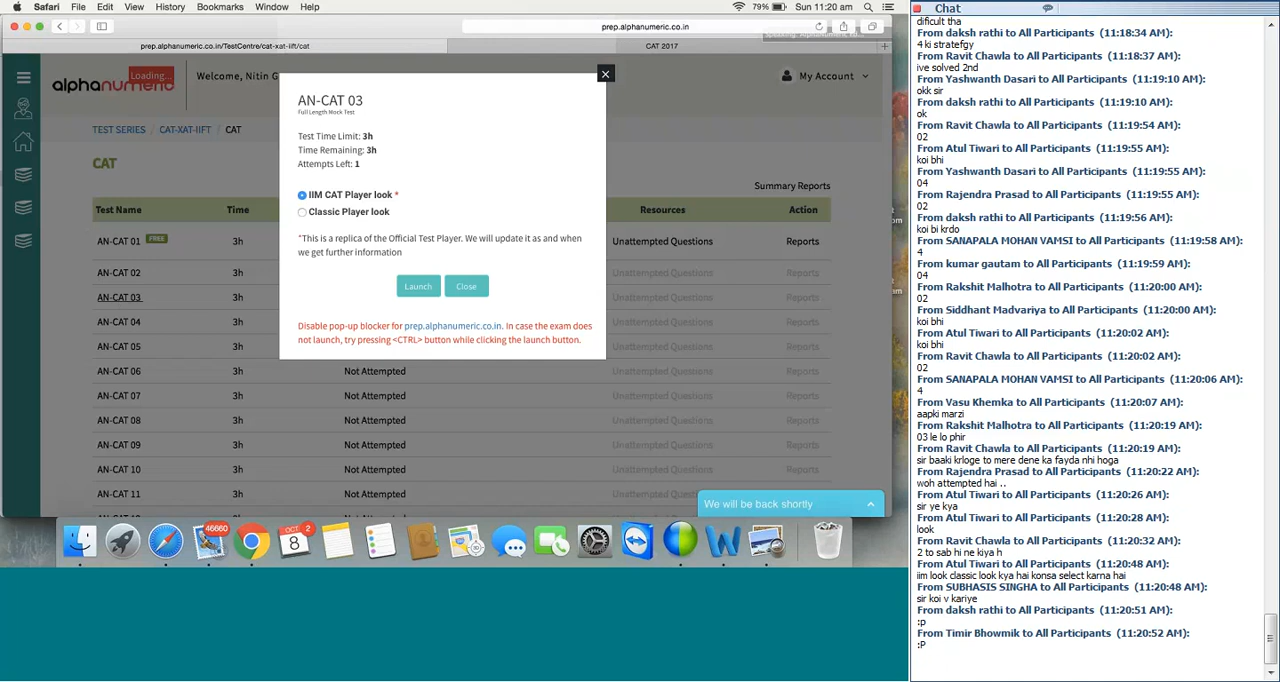 Safari File Edit View History Bookmarks Window Help
79% Sun 11:20 am
prep.alphanumeric.co.in
prep.alphanumeric.co.in/TestCentre/cat-xat-iift/cat
CAT 2017
alphanumeric
Loading...
Welcome, Nitin G
My Account
TEST SERIES CAT-XAT-IIFT CAT
CAT
Summary Reports
Test Name Time Resources Action
AN-CAT 01 FREE 3h Unattempted Questions Reports
AN-CAT 02 3h Unattempted Questions Reports
AN-CAT 03 3h Unattempted Questions Reports
AN-CAT 04 3h Unattempted Questions Reports
AN-CAT 05 3h Unattempted Questions Reports
AN-CAT 06 3h Not Attempted Unattempted Questions Reports
AN-CAT 07 3h Not Attempted Unattempted Questions Reports
AN-CAT 08 3h Not Attempted Unattempted Questions Reports
AN-CAT 09 3h Not Attempted Unattempted Questions Reports
AN-CAT 10 3h Not Attempted Unattempted Questions Reports
AN-CAT 11 3h Not Attempted
AN-CAT 03
Full Length Mock Test
Test Time Limit: 3h
Time Remaining: 3h
Attempts Left: 1
IIM CAT Player look *
Classic Player look
*This is a replica of the Official Test Player. We will update it as and when
we get further information
Launch Close
Disable pop-up blocker for prep.alphanumeric.co.in. In case the exam does
not launch, try pressing <CTRL> button while clicking the launch button.
We will be back shortly
46660
OCT
8
2
Chat
dificult tha
From daksh rathi to All Participants (11:18:34 AM):
4 ki stratefgy
From Ravit Chawla to All Participants (11:18:37 AM):
ive solved 2nd
From Yashwanth Dasari to All Participants (11:19:10 AM):
okk sir
From daksh rathi to All Participants (11:19:10 AM):
ok
From Ravit Chawla to All Participants (11:19:54 AM):
02
From Atul Tiwari to All Participants (11:19:55 AM):
koi bhi
From Yashwanth Dasari to All Participants (11:19:55 AM):
04
From Rajendra Prasad to All Participants (11:19:55 AM):
02
From daksh rathi to All Participants (11:19:56 AM):
koi bi krdo
From SANAPALA MOHAN VAMSI to All Participants (11:19:58 AM):
4
From kumar gautam to All Participants (11:19:59 AM):
04
From Rakshit Malhotra to All Participants (11:20:00 AM):
02
From Siddhant Madvariya to All Participants (11:20:00 AM):
koi bhi
From Atul Tiwari to All Participants (11:20:02 AM):
koi bhi
From Ravit Chawla to All Participants (11:20:02 AM):
02
From SANAPALA MOHAN VAMSI to All Participants (11:20:06 AM):
4
From Vasu Khemka to All Participants (11:20:07 AM):
aapki marzi
From Rakshit Malhotra to All Participants (11:20:19 AM):
03 le lo phir
From Ravit Chawla to All Participants (11:20:19 AM):
sir baaki krloge to mere dene ka fayda nhi hoga
From Rajendra Prasad to All Participants (11:20:22 AM):
woh attempted hai ..
From Atul Tiwari to All Participants (11:20:26 AM):
sir ye kya
From Atul Tiwari to All Participants (11:20:28 AM):
look
From Ravit Chawla to All Participants (11:20:32 AM):
2 to sab hi ne kiya h
From Atul Tiwari to All Participants (11:20:48 AM):
iim look classic look kya hai konsa select karna hai
From SUBHASIS SINGHA to All Participants (11:20:48 AM):
sir koi v kariye
From daksh rathi to All Participants (11:20:51 AM):
:p
From Timir Bhowmik to All Participants (11:20:52 AM):
:P